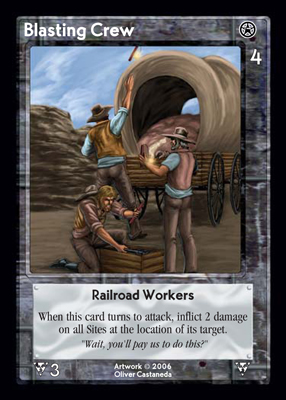 Blasting Crew
4
Railroad Workers
When this card turns to attack, inflict 2 damage
on all Sites at the location of its target.
"Wait, you'll pay us to do this?"
3
Artwork © 2006
Oliver Castaneda